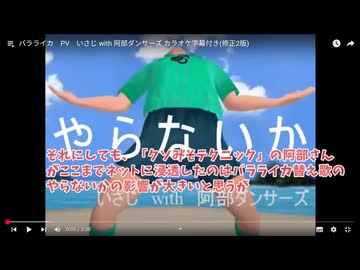 バラライカ　PV　いさじ with 阿部ダンサーズ カラオケ字幕付き(修正2版)
やらないか
それにしても、「クソみそテクニック」の阿部さん
がここまでネットに浸透したのはバラライカ替え歌の
やらないかの影響が大きいと思うが
いさじ　with　阿部ダンサーズ